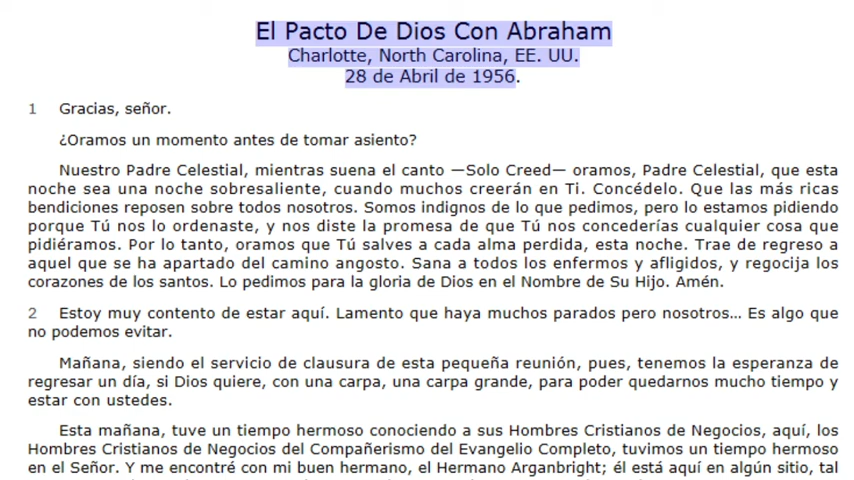 El Pacto De Dios Con Abraham
Charlotte, North Carolina, EE. UU.
28 de Abril de 1956.
1 Gracias, señor.
¿Oramos un momento antes de tomar asiento?
Nuestro Padre Celestial, mientras suena el canto —Solo Creed— oramos, Padre Celestial, que esta
noche sea una noche sobresaliente, cuando muchos creerán en Ti. Concédelo. Que las más ricas
bendiciones reposen sobre todos nosotros. Somos indignos de lo que pedimos, pero lo estamos pidiendo
porque Tú nos lo ordenaste, y nos diste la promesa de que Tú nos concederías cualquier cosa que
pidiéramos. Por lo tanto, oramos que Tú salves a cada alma perdida, esta noche. Trae de regreso a
aquel que se ha apartado del camino angosto. Sana a todos los enfermos y afligidos, y regocija los
corazones de los santos. Lo pedimos para la gloria de Dios en el Nombre de Su Hijo. Amén.
2 Estoy muy contento de estar aquí. Lamento que haya muchos parados pero nosotros... Es algo que
no podemos evitar.
Mañana, siendo el servicio de clausura de esta pequeña reunión, pues, tenemos la esperanza de
regresar un día, si Dios quiere, con una carpa, una carpa grande, para poder quedarnos mucho tiempo y
estar con ustedes.
Esta mañana, tuve un tiempo hermoso conociendo a sus Hombres Cristianos de Negocios, aquí, los
Hombres Cristianos de Negocios del Compañerismo del Evangelio Completo, tuvimos un tiempo hermoso
en el Señor. Y me encontré con mi buen hermano, el Hermano Arganbright; él está aquí en algún sitio, tal